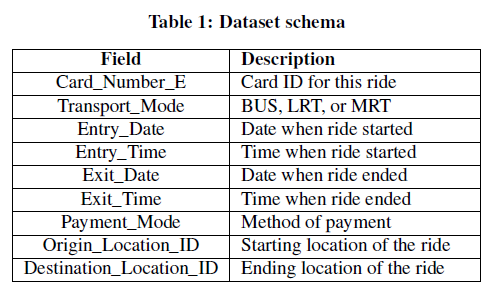 Table 1: Dataset schema
Field Description
Card_Number_E Card ID for this ride
Transport_Mode BUS, LRT, or MRT
Entry_Date Date when ride started
Entry_Time Time when ride started
Exit_Date Date when ride ended
Exit_Time Time when ride ended
Payment_Mode Method of payment
Origin_Location_ID Starting location of the ride
Destination_Location_ID Ending location of the ride